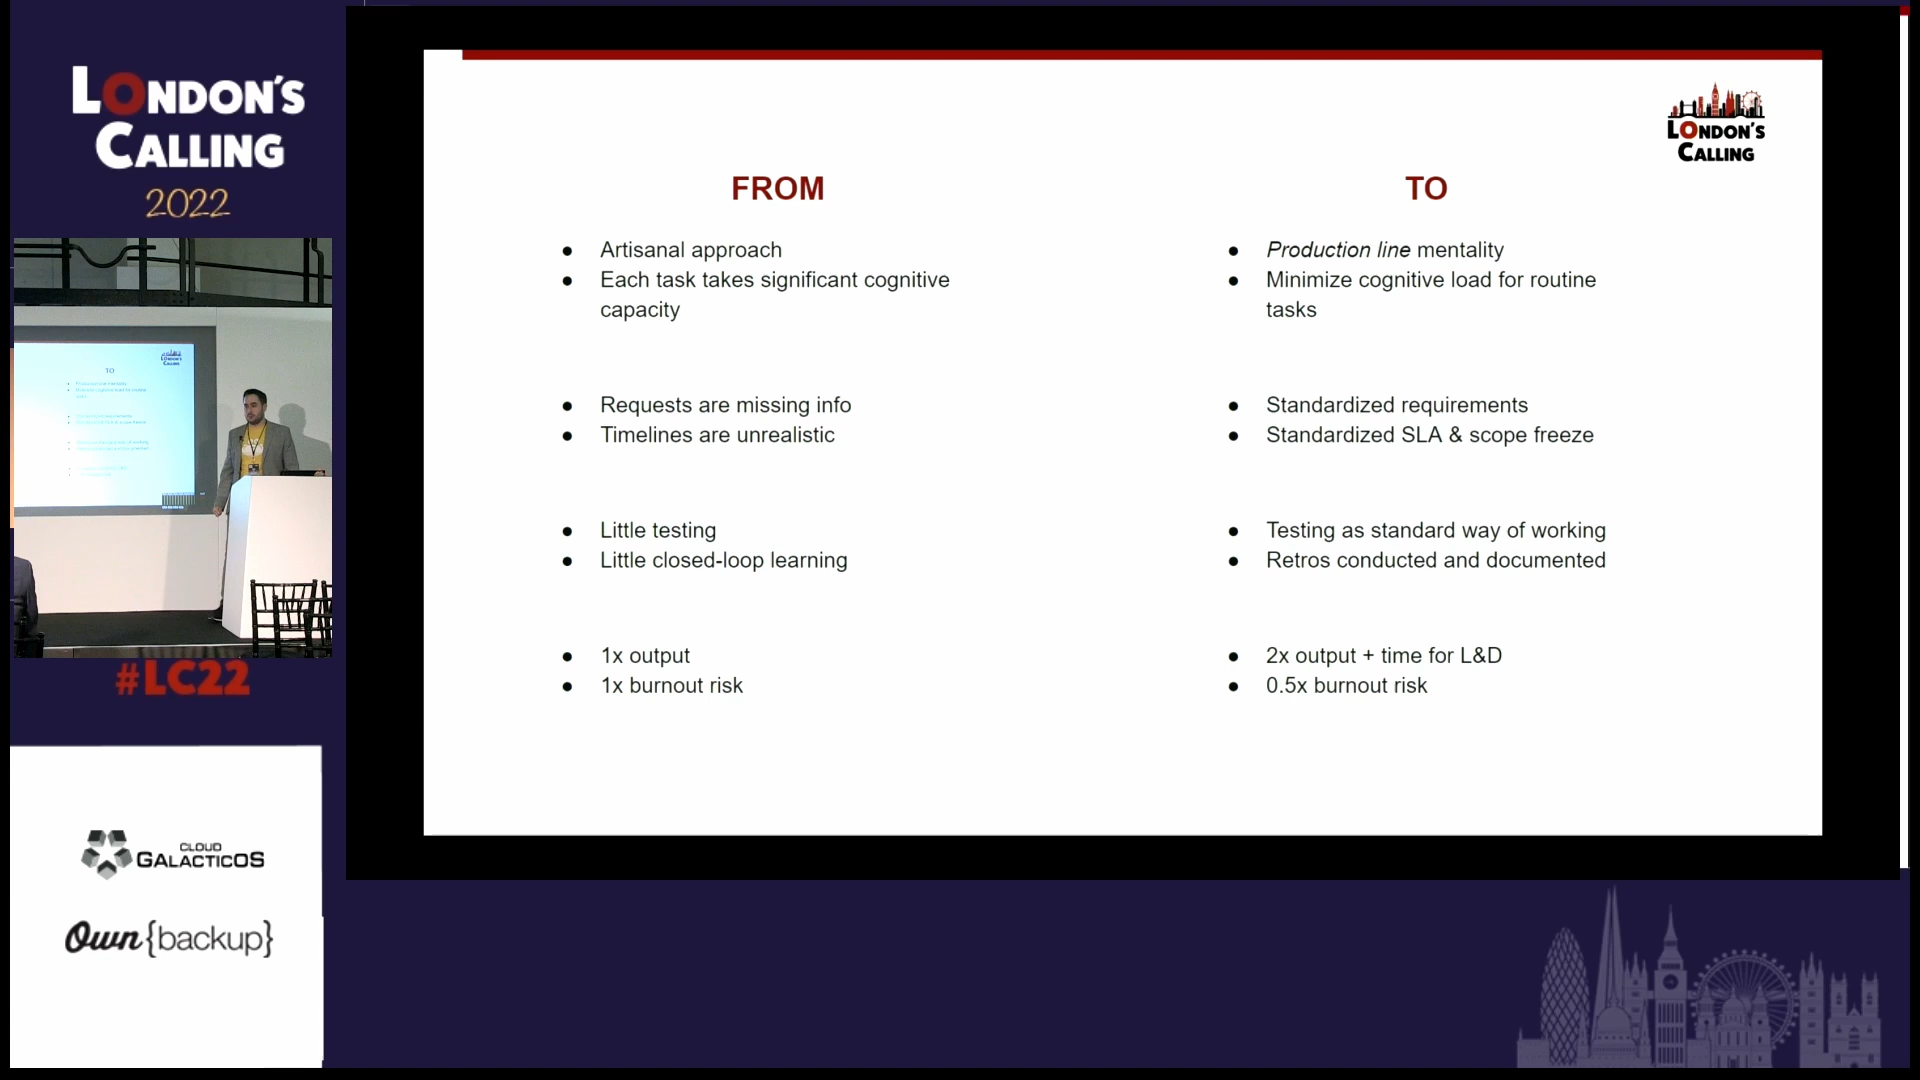 LONDON'S
CALLING
2022
TO
#LC22
CLOUD
GALACTICOS
Own{backup}
LONDON'S
CALLING
FROM
● Artisanal approach
● Each task takes significant cognitive
capacity
● Requests are missing info
● Timelines are unrealistic
● Little testing
● Little closed-loop learning
● 1x output
● 1x burnout risk
TO
● Production line mentality
● Minimize cognitive load for routine
tasks
● Standardized requirements
● Standardized SLA & scope freeze
● Testing as standard way of working
● Retros conducted and documented
● 2x output + time for L&D
● 0.5x burnout risk